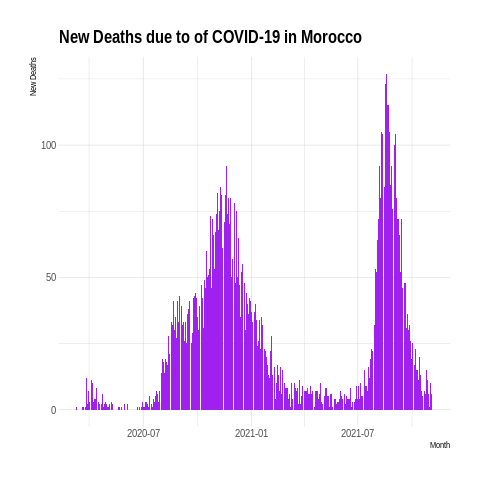 New Deaths due to of COVID-19 in Morocco
New Deaths
100
50
0
2020-07 2021-01 2021-07
Month